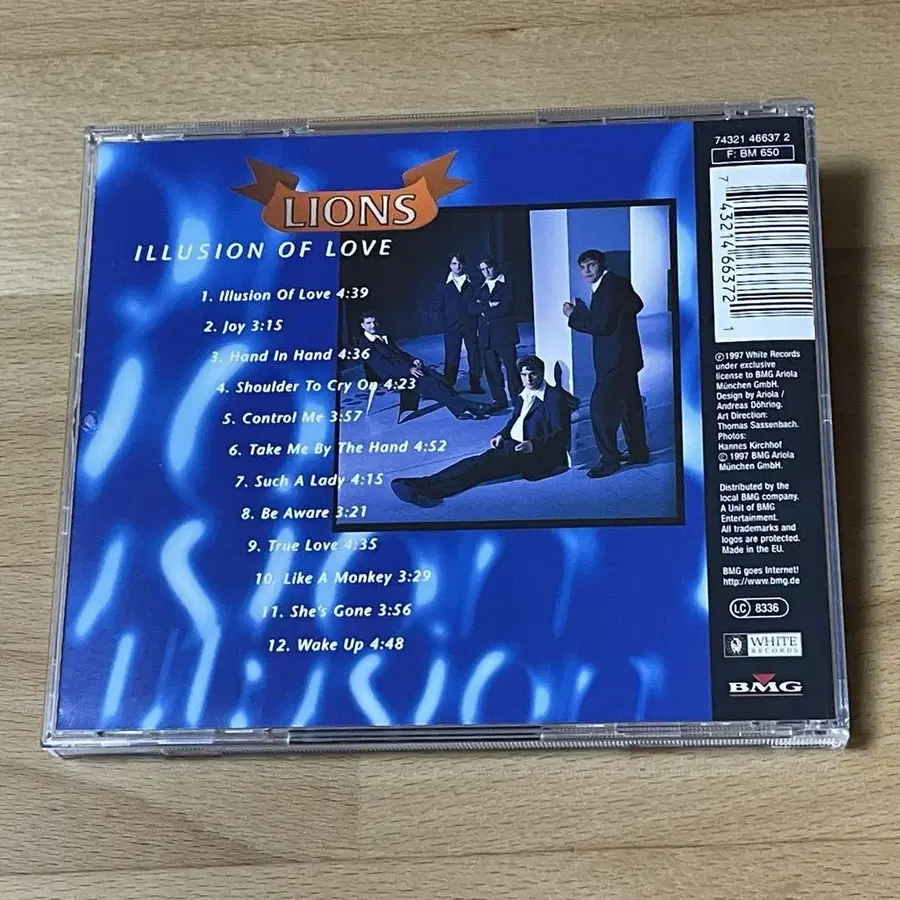 LIONS
ILLUSION OF LOVE
1. Illusion Of Love 4:39
2. Joy 3:15
3. Hand In Hand 4:36
4. Shoulder To Cry On 4:23
5. Control Me 3:57
6. Take Me By The Hand 4:52
7. Such A Lady 4:15
8. Be Aware 3:21
9. True Love 4:35
10. Like A Monkey 3:29
11. She's Gone 3:56
12. Wake Up 4:48
74321 46637 2
F: BM 650
7 43214 66372 1
℗ 1997 White Records
under exclusive
license to BMG Ariola
München GmbH.
Design by Ariola /
Andreas Döhring.
Art Direction:
Thomas Sassenbach.
Photos:
Hannes Kirchhof
© 1997 BMG Ariola
München GmbH.
Distributed by the
local BMG company.
A Unit of BMG
Entertainment.
All trademarks and
logos are protected.
Made in the EU.
BMG goes Internet!
http://www.bmg.de
LC 8336
WHITE
RECORDS
BMG